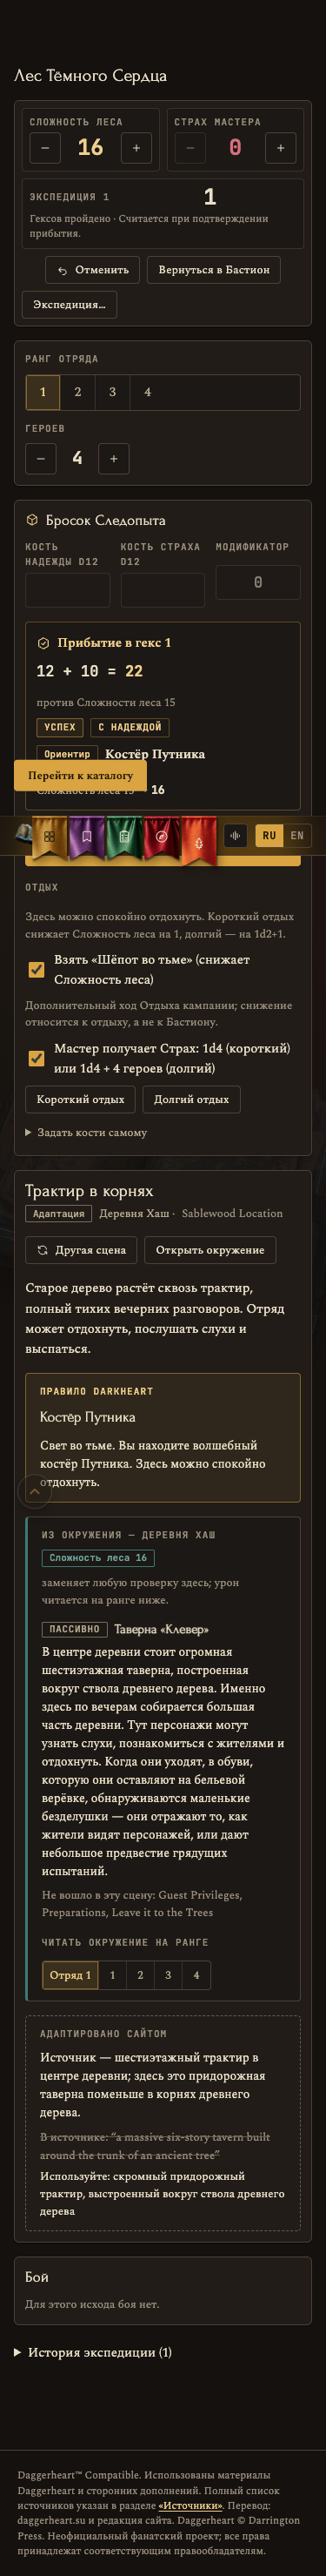 Лес Тёмного Сердца
СЛОЖНОСТЬ ЛЕСА
− 16 +
СТРАХ МАСТЕРА
− 0 +
ЭКСПЕДИЦИЯ 1
1
Гексов пройдено · Считается при подтверждении
прибытия.
Отменить
Вернуться в Бастион
Экспедиция…
РАНГ ОТРЯДА
1 2 3 4
ГЕРОЕВ
− 4 +
Бросок Следопыта
КОСТЬ
НАДЕЖДЫ D12
КОСТЬ СТРАХА
D12
МОДИФИКАТОР
0
Прибытие в гекс 1
12 + 10 = 22
против Сложности леса 15
УСПЕХ
С НАДЕЖДОЙ
Ориентир Костёр Путника
Перейти к каталогу
16
RU EN
ОТДЫХ
Здесь можно спокойно отдохнуть. Короткий отдых
снижает Сложность леса на 1, долгий — на 1d2+1.
Взять «Шёпот во тьме» (снижает
Сложность леса)
Дополнительный ход Отдыха кампании; снижение
относится к отдыху, а не к Бастиону.
Мастер получает Страх: 1d4 (короткий)
или 1d4 + 4 героев (долгий)
Короткий отдых
Долгий отдых
Задать кости самому
Трактир в корнях
Адаптация Деревня Хаш · Sablewood Location
Другая сцена
Открыть окружение
Старое дерево растёт сквозь трактир,
полный тихих вечерних разговоров. Отряд
может отдохнуть, послушать слухи и
выспаться.
ПРАВИЛО DARKHEART
Костёр Путника
Свет во тьме. Вы находите волшебный
костёр Путника. Здесь можно спокойно
отдохнуть.
ИЗ ОКРУЖЕНИЯ — ДЕРЕВНЯ ХАШ
Сложность леса 16
заменяет любую проверку здесь; урон
читается на ранге ниже.
ПАССИВНО Таверна «Клевер»
В центре деревни стоит огромная
шестиэтажная таверна, построенная
вокруг ствола древнего дерева. Именно
здесь по вечерам собирается большая
часть деревни. Тут персонажи могут
узнать слухи, познакомиться с жителями и
отдохнуть. Когда они уходят, в обуви,
которую они оставляют на бельевой
верёвке, обнаруживаются маленькие
безделушки — они отражают то, как
жители видят персонажей, или дают
небольшое предвестие грядущих
испытаний.
Не вошло в эту сцену: Guest Privileges,
Preparations, Leave it to the Trees
ЧИТАТЬ ОКРУЖЕНИЕ НА РАНГЕ
Отряд 1 1 2 3 4
АДАПТИРОВАНО САЙТОМ
Источник — шестиэтажный трактир в
центре деревни; здесь это придорожная
таверна поменьше в корнях древнего
дерева.
В источнике: “a massive six-story tavern built
around the trunk of an ancient tree”
Используйте: скромный придорожный
трактир, выстроенный вокруг ствола древнего
дерева
Бой
Для этого исхода боя нет.
История экспедиции (1)
Daggerheart™ Compatible. Использованы материалы
Daggerheart и сторонних дополнений. Полный список
источников указан в разделе «Источники». Перевод:
daggerheart.su и редакция сайта. Daggerheart © Darrington
Press. Неофициальный фанатский проект; все права
принадлежат соответствующим правообладателям.